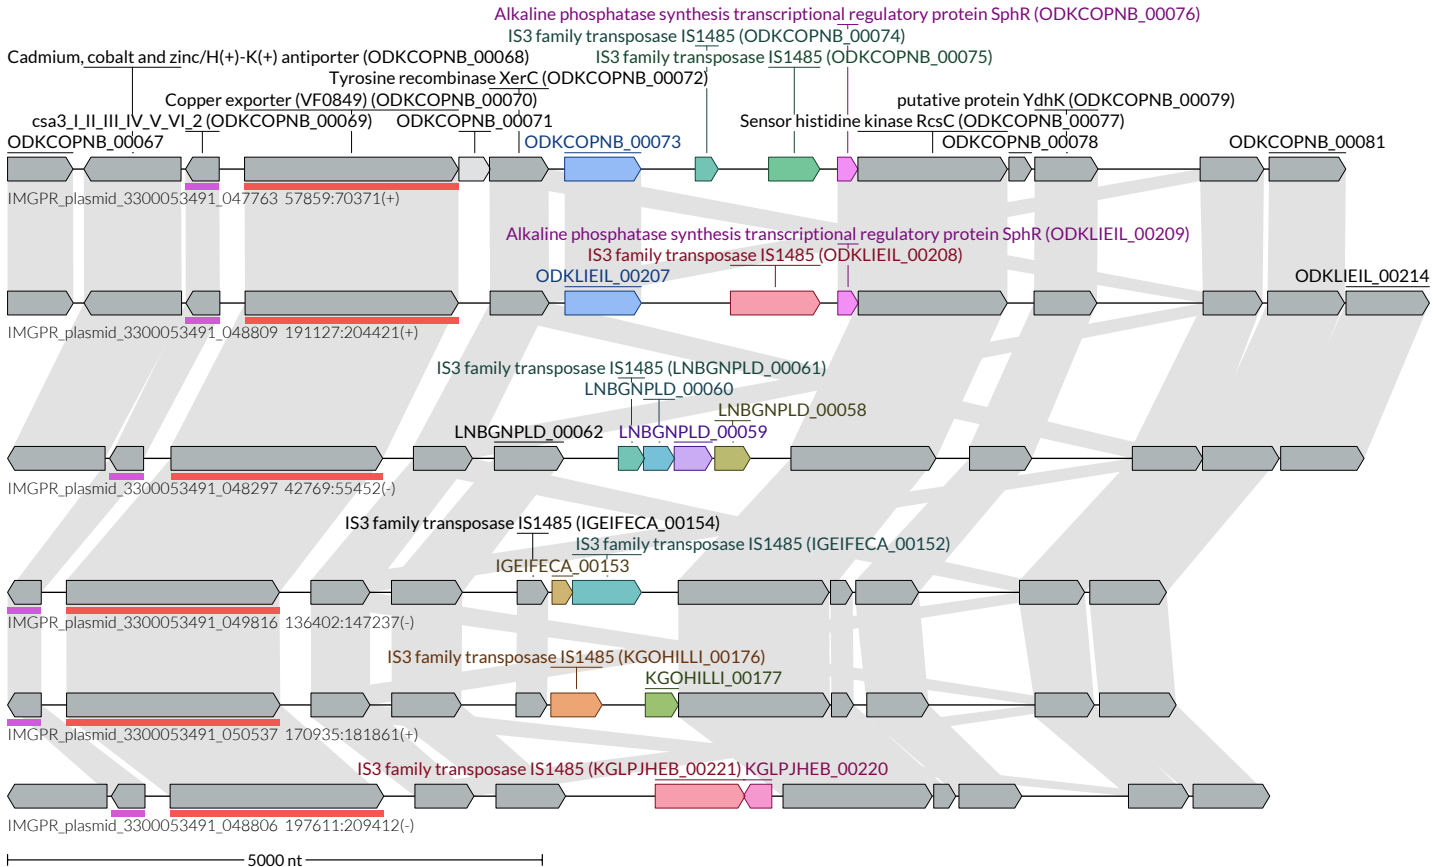 Alkaline phosphatase synthesis transcriptional regulatory protein SphR (ODKCOPNB_00076)
IS3 family transposase IS1485 (ODKCOPNB_00074)
Cadmium, cobalt and zinc/H(+)-K(+) antiporter (ODKCOPNB_00068)
IS3 family transposase IS1485 (ODKCOPNB_00075)
Tyrosine recombinase XerC (ODKCOPNB_00072)
Copper exporter (VF0849) (ODKCOPNB_00070)
putative protein YdhK (ODKCOPNB_00079)
csa3_I_II_III_IV_V_VI_2 (ODKCOPNB_00069)
ODKCOPNB_00071
Sensor histidine kinase RcsC (ODKCOPNB_00077)
ODKCOPNB_00067
ODKCOPNB_00073
ODKCOPNB_00078
ODKCOPNB_00081
IMGPR_plasmid_3300053491_047763 57859:70371(+)
Alkaline phosphatase synthesis transcriptional regulatory protein SphR (ODKLIEIL_00209)
IS3 family transposase IS1485 (ODKLIEIL_00208)
ODKLIEIL_00207
ODKLIEIL_00214
IMGPR_plasmid_3300053491_048809 191127:204421(+)
IS3 family transposase IS1485 (LNBGNPLD_00061)
LNBGNPLD_00060
LNBGNPLD_00058
LNBGNPLD_00062
LNBGNPLD_00059
IMGPR_plasmid_3300053491_048297 42769:55452(-)
IS3 family transposase IS1485 (IGEIFECA_00154)
IS3 family transposase IS1485 (IGEIFECA_00152)
IGEIFECA_00153
IMGPR_plasmid_3300053491_049816 136402:147237(-)
IS3 family transposase IS1485 (KGOHILLI_00176)
KGOHILLI_00177
IMGPR_plasmid_3300053491_050537 170935:181861(+)
IS3 family transposase IS1485 (KGLPJHEB_00221)
KGLPJHEB_00220
IMGPR_plasmid_3300053491_048806 197611:209412(-)
5000 nt